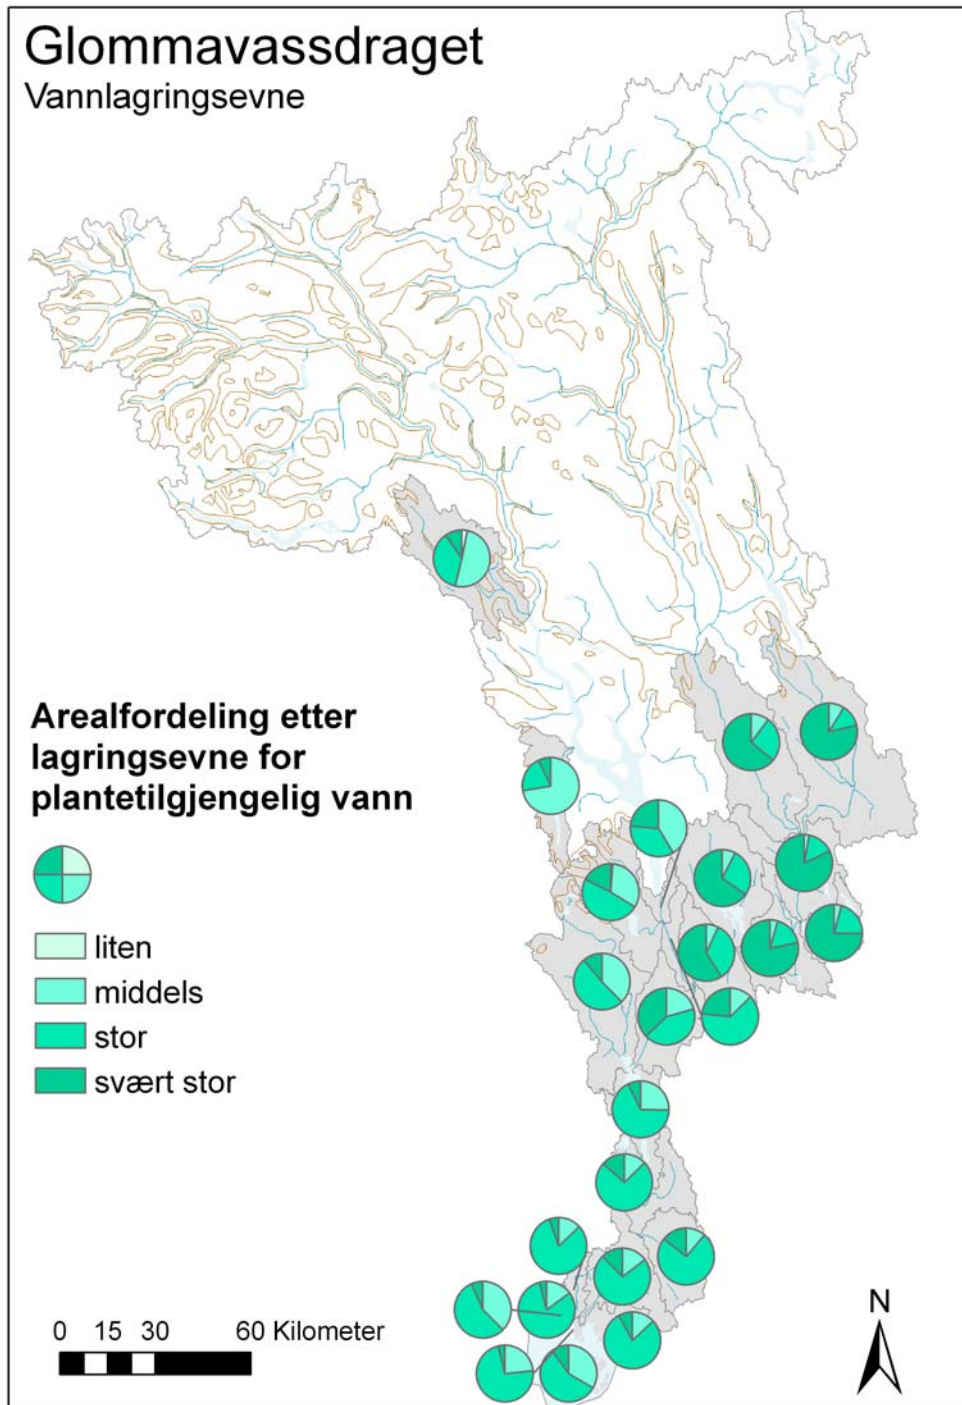 Glommavassdraget
Vannlagringsevne
Arealfordeling etter
lagringsevne for
plantetilgjengelig vann
liten
middels
stor
svært stor
0 15 30 60 Kilometer
N